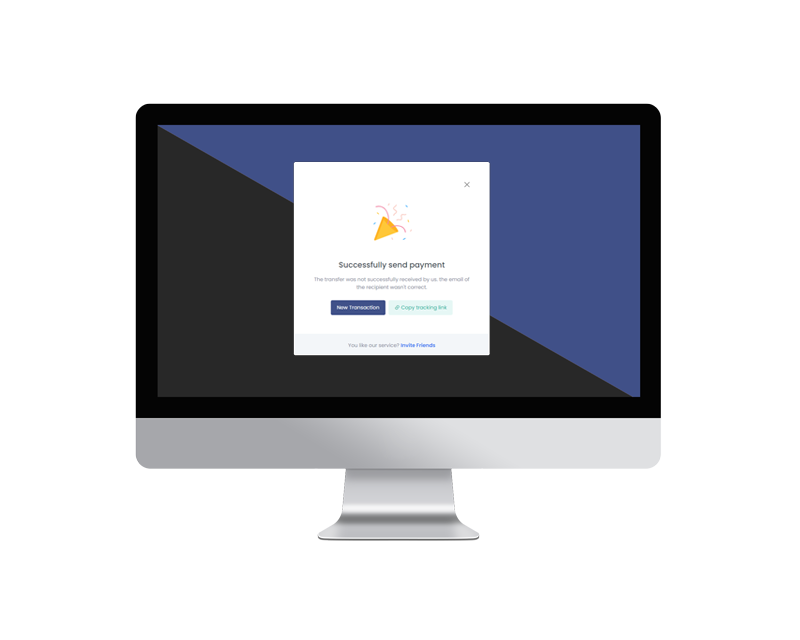 Successfully send payment
The transfer was not successfully received by us. the email of
the recipient wasn't correct.
New Transaction
Copy tracking link
You like our service? Invite Friends